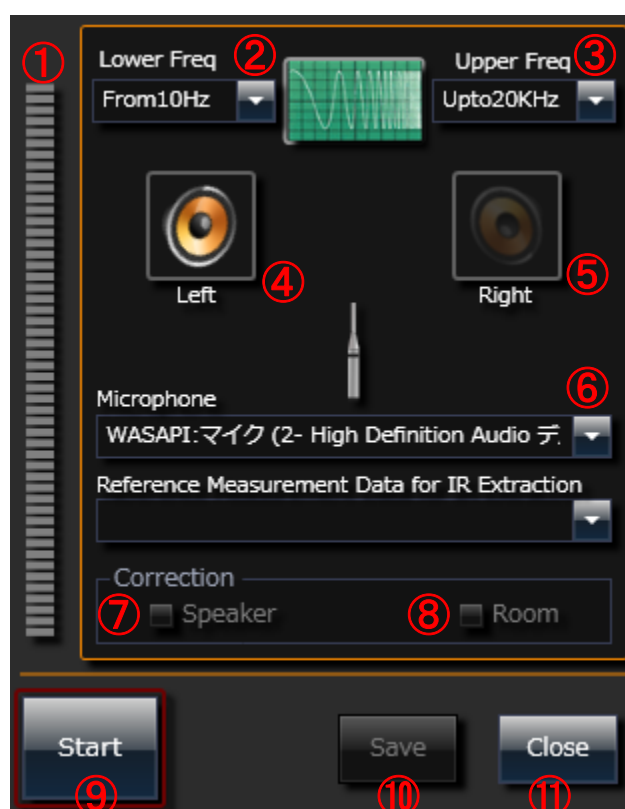 ①
Lower Freq ②
Upper Freq ③
From10Hz
Upto20KHz
Left ④
Right ⑤
Microphone ⑥
WASAPI:マイク (2- High Definition Audio デ
Reference Measurement Data for IR Extraction
Correction
⑦ Speaker
⑧ Room
Start
Save
Close
⑨
⑩
⑪